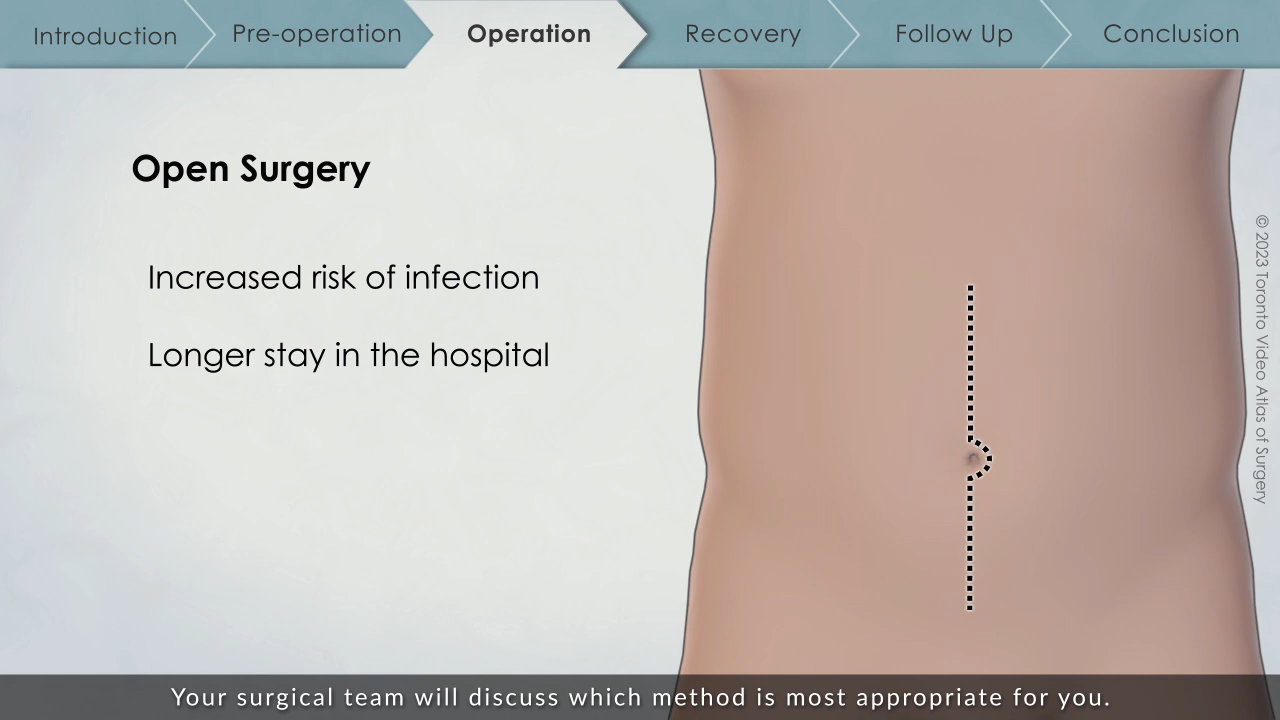 Introduction
Pre-operation
Operation
Recovery
Follow Up
Conclusion
Open Surgery
Increased risk of infection
Longer stay in the hospital
© 2023 Toronto Video Atlas of Surgery
Your surgical team will discuss which method is most appropriate for you.